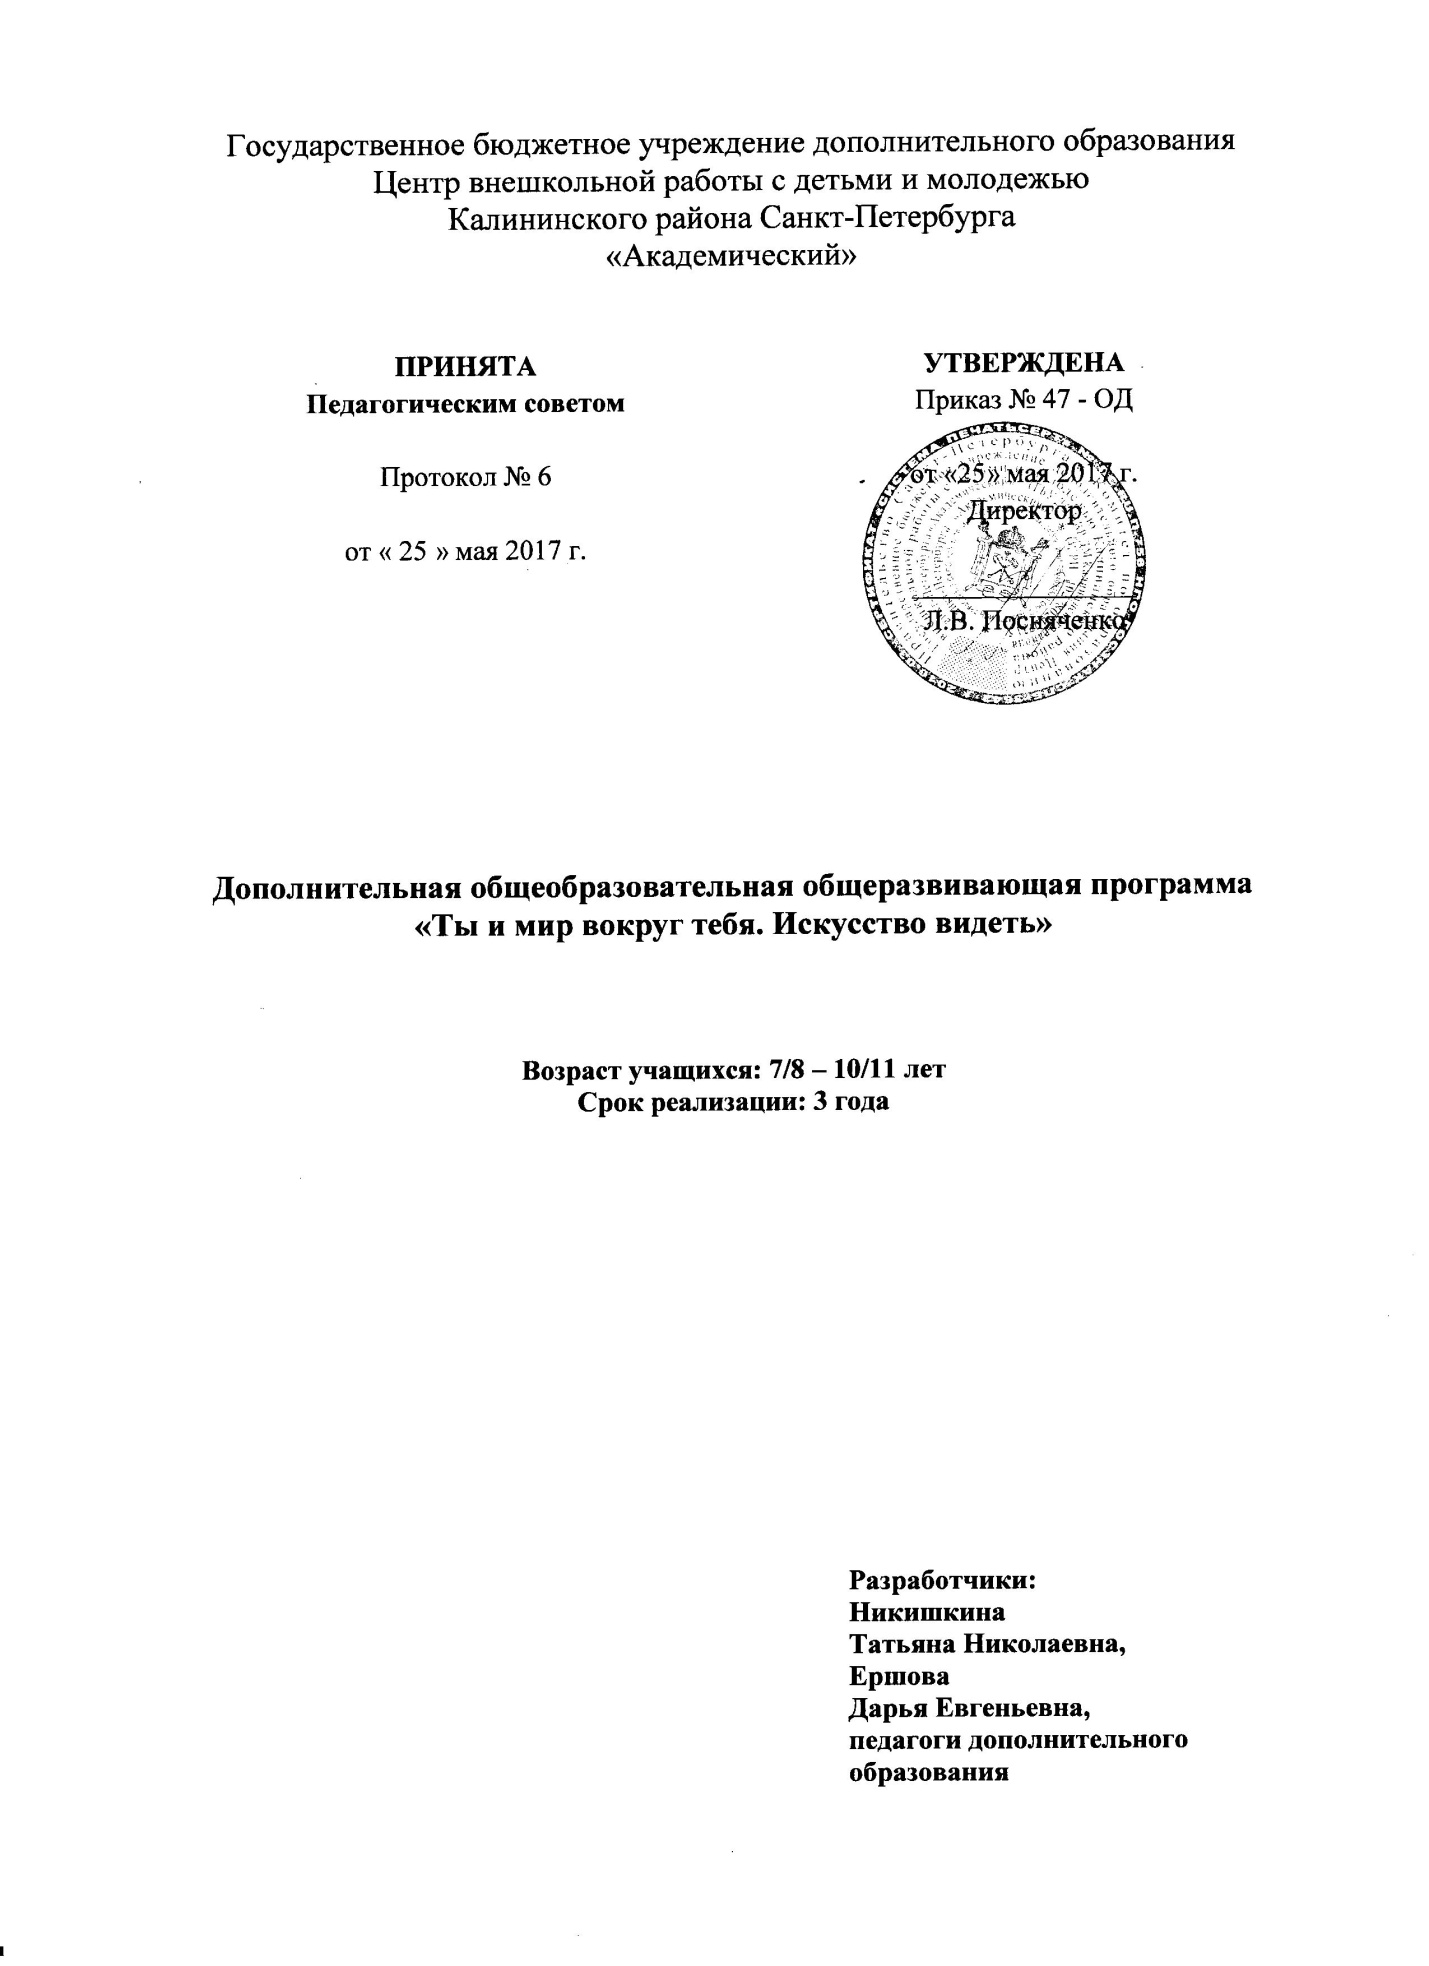 Государственное бюджетное учреждение дополнительного образования
Центр внешкольной работы с детьми и молодежью
Калининского района Санкт-Петербурга
«Академический»
ПРИНЯТА
Педагогическим советом
Протокол № 6
от « 25 » мая 2017 г.
УТВЕРЖДЕНА
Приказ № 47 - ОД
от «25» мая 2017 г.
Директор
Л.В. Посняченко
Дополнительная общеобразовательная общеразвивающая программа
«Ты и мир вокруг тебя. Искусство видеть»
Возраст учащихся: 7/8 – 10/11 лет
Срок реализации: 3 года
Разработчики:
Никишкина
Татьяна Николаевна,
Ершова
Дарья Евгеньевна,
педагоги дополнительного
образования